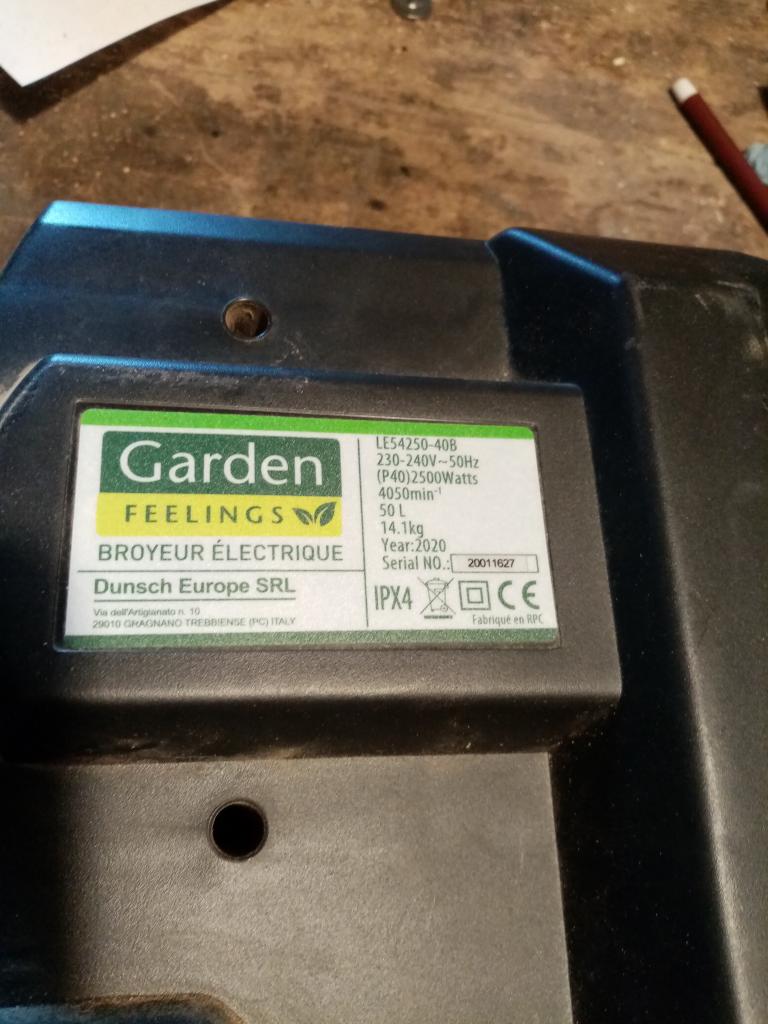 Garden
FEELINGS
BROYEUR ÉLECTRIQUE
Dunsch Europe SRL
Via dell'Artigianato n. 10
29010 GRAGNANO TREBBIENSE (PC) ITALY
LE54250-40B
230-240V~50Hz
(P40)2500Watts
4050min⁻¹
50 L
14.1kg
Year:2020
Serial NO.: 20011627
IPX4 CE
Fabriqué en RPC